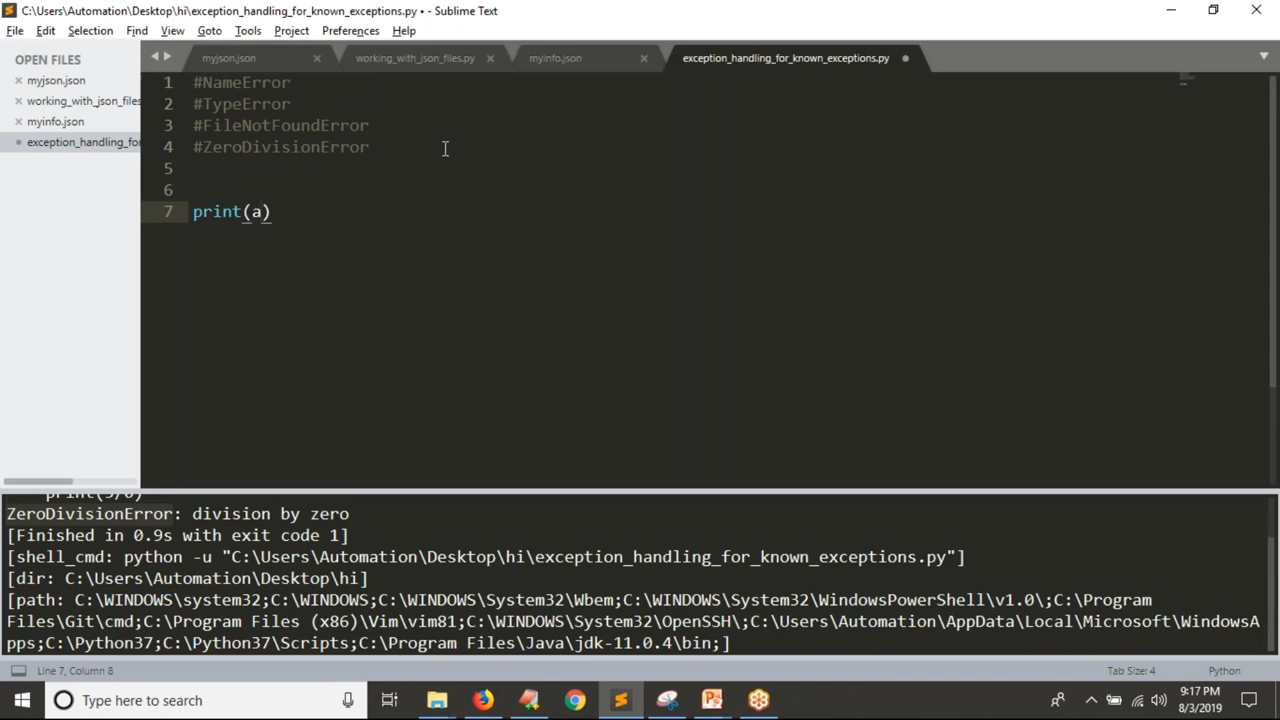 C:\Users\Automation\Desktop\hi\exception_handling_for_known_exceptions.py • - Sublime Text
File Edit Selection View Find Goto Tools Project Preferences Help
OPEN FILES
myjson.json
working_with_json_files
myinfo.json
exception_handling_for
myjson.json working_with_json_files.py myinfo.json exception_handling_for_known_exceptions.py
1 #NameError
2 #TypeError
3 #FileNotFoundError
4 #ZeroDivisionError
5
6
7 print(a)
print(5/0)
ZeroDivisionError: division by zero
[Finished in 0.9s with exit code 1]
[shell_cmd: python -u "C:\Users\Automation\Desktop\hi\exception_handling_for_known_exceptions.py"]
[dir: C:\Users\Automation\Desktop\hi]
[path: C:\WINDOWS\system32;C:\WINDOWS;C:\WINDOWS\System32\Wbem;C:\WINDOWS\System32\WindowsPowerShell\v1.0\;C:\Program
Files\Git\cmd;C:\Program Files (x86)\Vim\vim81;C:\WINDOWS\System32\OpenSSH\;C:\Users\Automation\AppData\Local\Microsoft\WindowsA
pps;C:\Python37;C:\Python37\Scripts;C:\Program Files\Java\jdk-11.0.4\bin;]
Line 7, Column 8 Tab Size: 4 Python
Type here to search
9:17 PM
8/3/2019